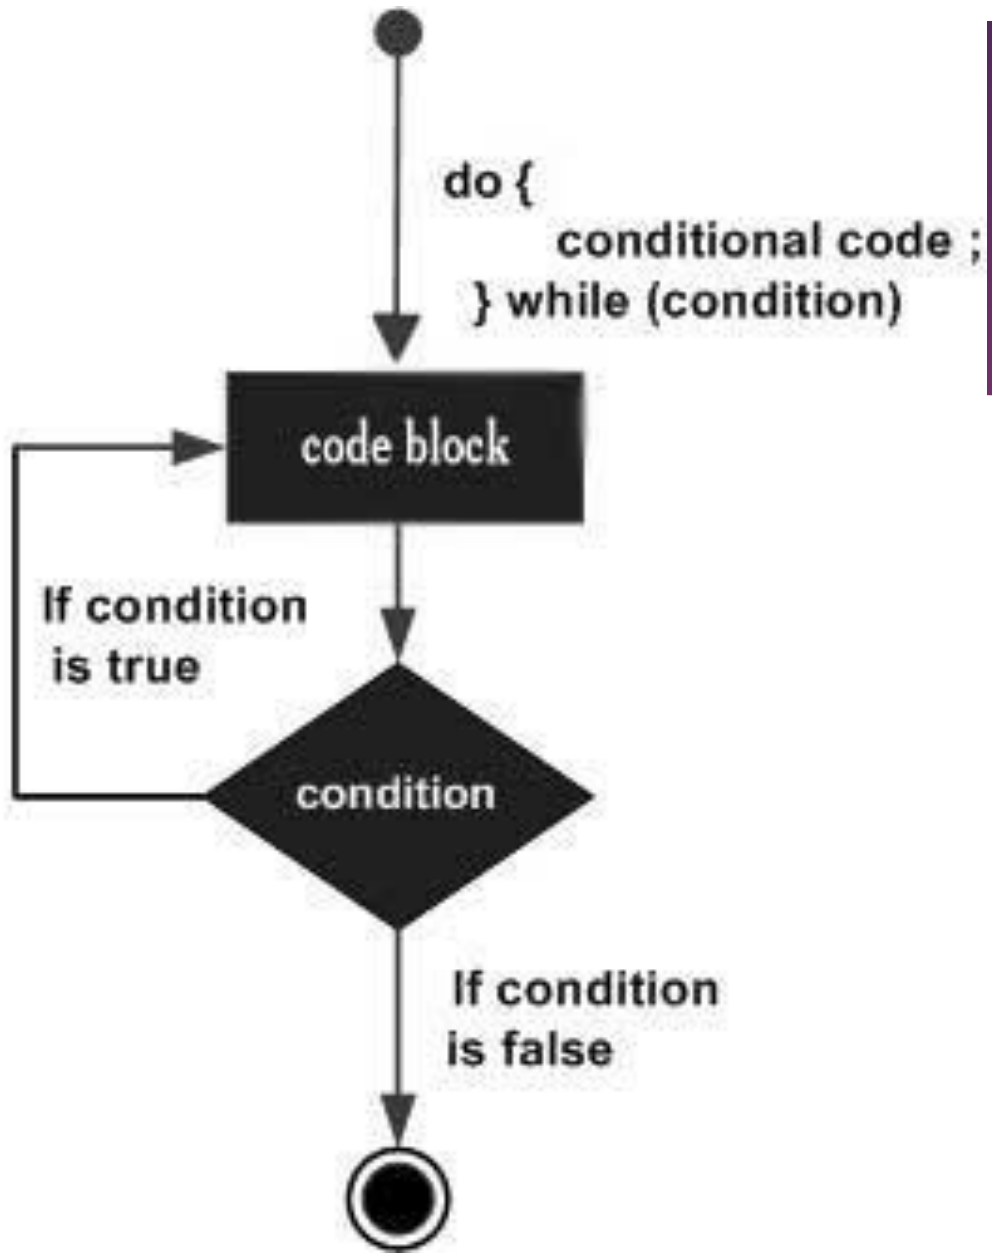 do {
conditional code ;
} while (condition)
code block
If condition
is true
condition
If condition
is false